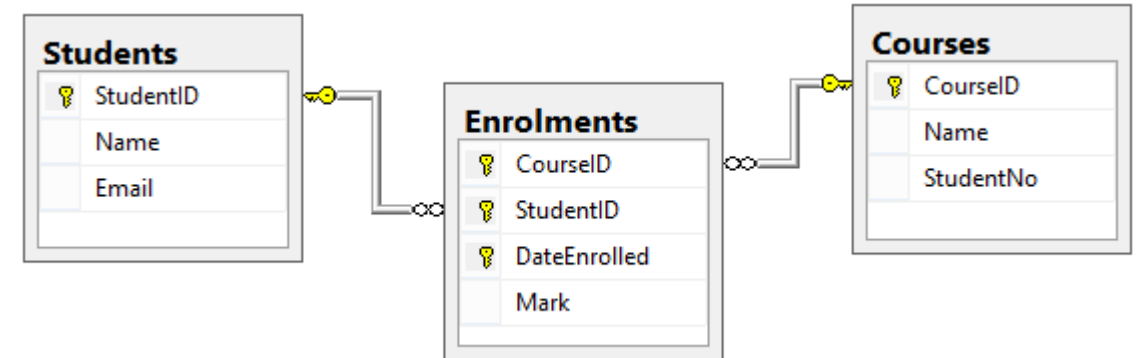 Students
StudentID
Name
Email
Enrolments
CourseID
StudentID
DateEnrolled
Mark
Courses
CourseID
Name
StudentNo